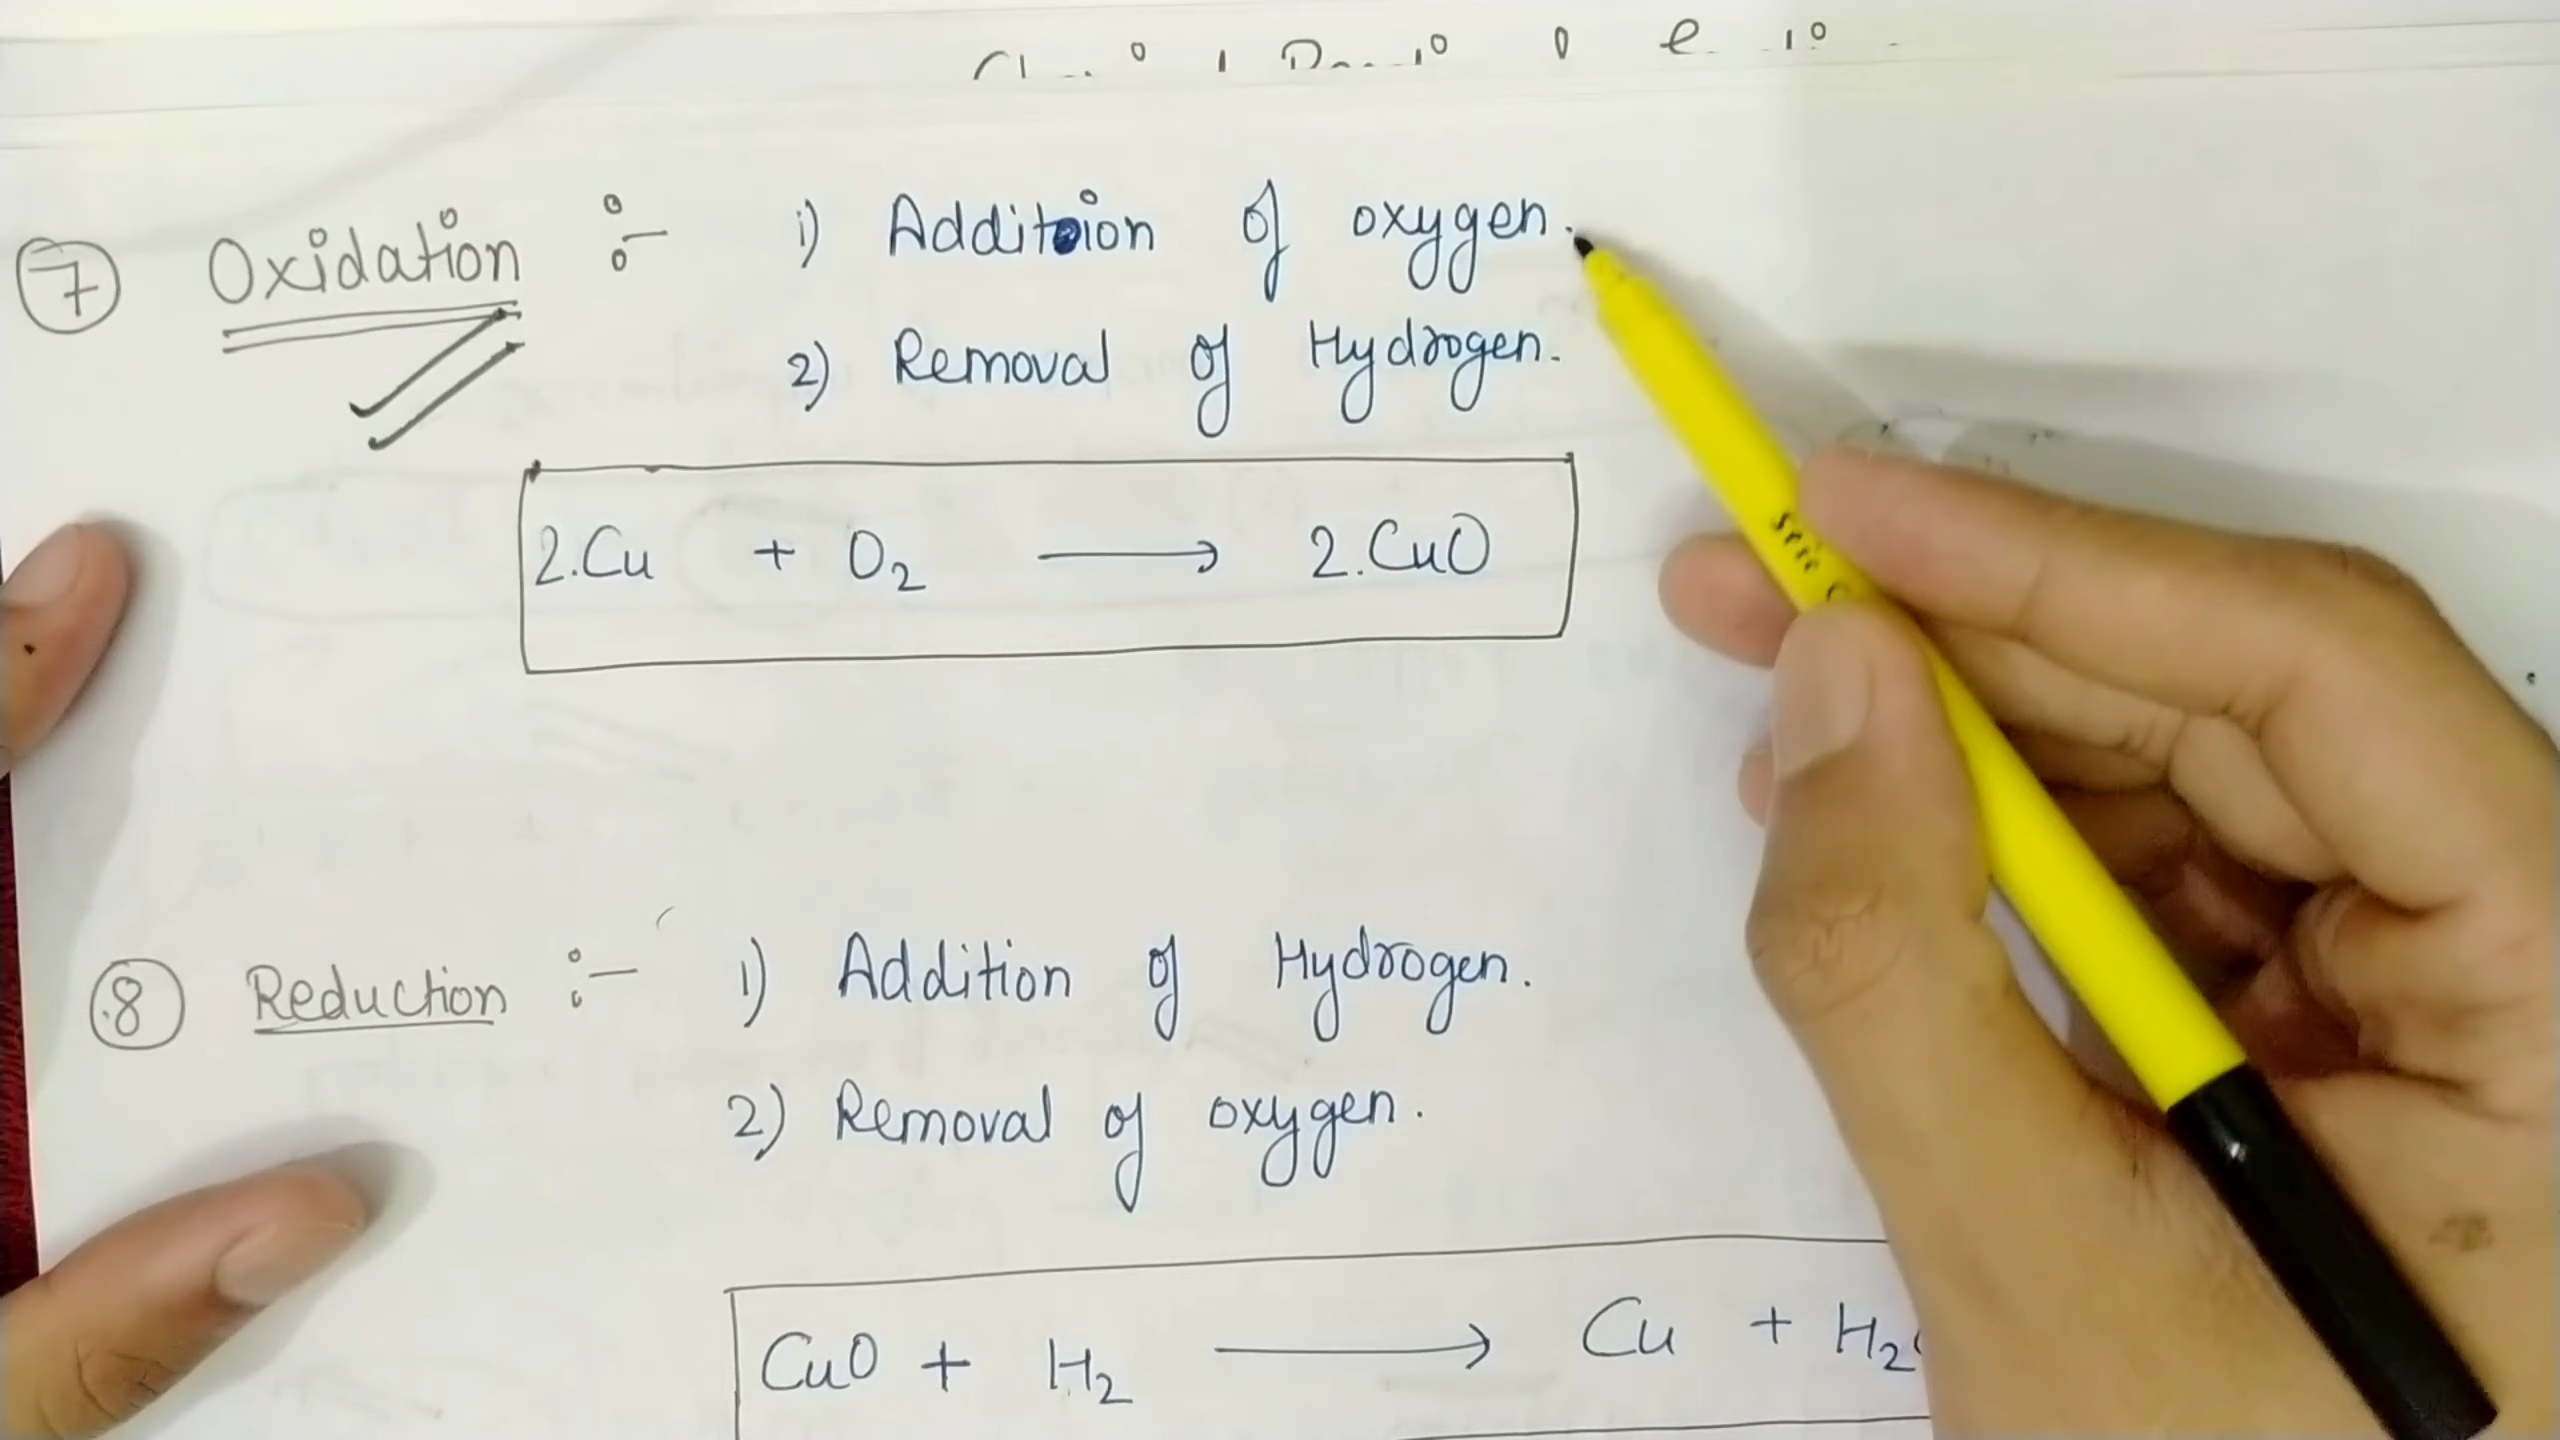 7 Oxidation :- 1) Addition of oxygen.
2) Removal of Hydrogen.
2.Cu + O₂ → 2.CuO
8 Reduction :- 1) Addition of Hydrogen.
2) Removal of oxygen.
CuO + H₂ → Cu + H₂